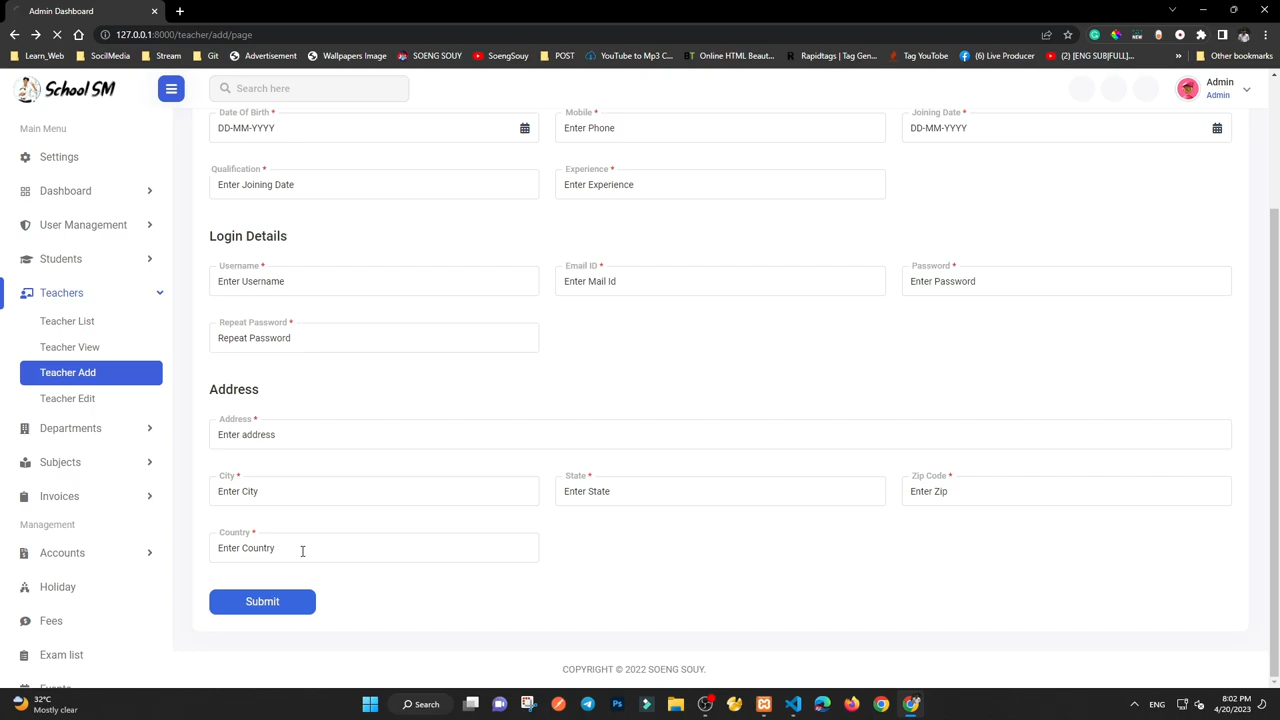 Admin Dashboard
127.0.0.1:8000/teacher/add/page
Learn_Web
SocilMedia
Stream
Git
Advertisement
Wallpapers Image
SOENG SOUY
SoengSouy
POST
YouTube to Mp3 C...
Online HTML Beaut...
Rapidtags [Tag Gen...
Tag YouTube
(6) Live Producer
(2) [ENG SUB[FULL]...
Other bookmarks
School SM
Search here
Admin
Admin
Main Menu
Settings
Dashboard
User Management
Students
Teachers
Teacher List
Teacher View
Teacher Add
Teacher Edit
Departments
Subjects
Invoices
Management
Accounts
Holiday
Fees
Exam list
Events
Date Of Birth *
DD-MM-YYYY
Mobile *
Enter Phone
Joining Date *
DD-MM-YYYY
Qualification *
Enter Joining Date
Experience *
Enter Experience
Login Details
Username *
Enter Username
Email ID *
Enter Mail Id
Password *
Enter Password
Repeat Password *
Repeat Password
Address
Address *
Enter address
City *
Enter City
State *
Enter State
Zip Code *
Enter Zip
Country *
Enter Country
Submit
COPYRIGHT © 2022 SOENG SOUY.
32°C
Mostly clear
Search
ENG
8:02 PM
4/20/2023